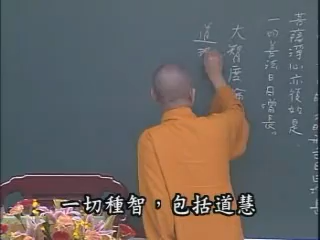 菩薩深心亦復如是
一切善法日日增長。
大智度論
道
一切種智，包括道慧